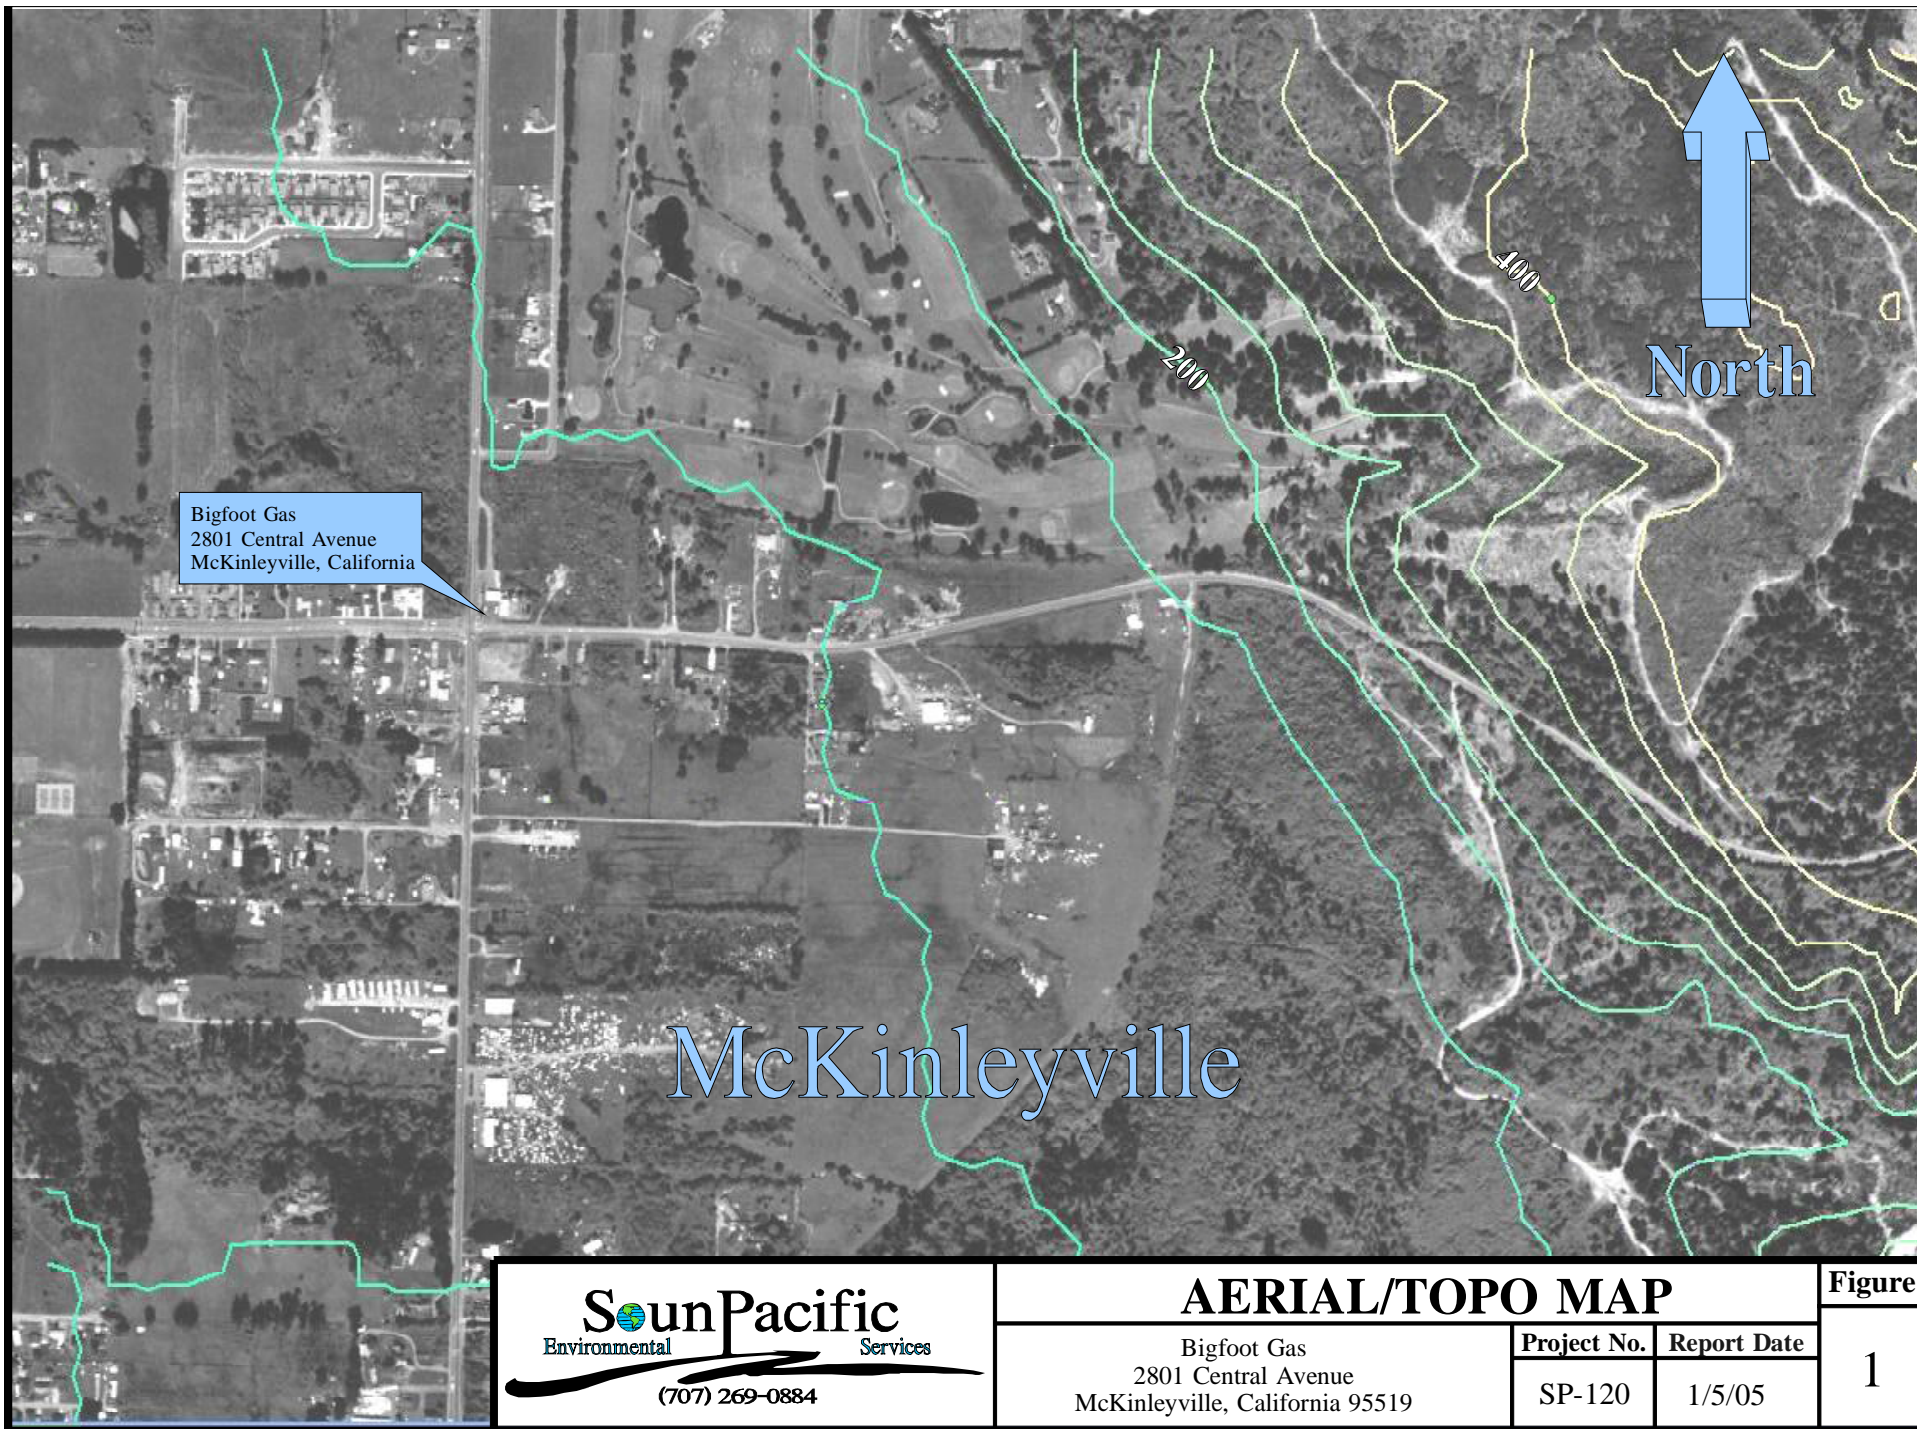 400
North
200
Bigfoot Gas
2801 Central Avenue
McKinleyville, California
McKinleyville
SounPacific
Environmental Services
(707) 269-0884
AERIAL/TOPO MAP
Bigfoot Gas
2801 Central Avenue
McKinleyville, California 95519
Project No.
SP-120
Report Date
1/5/05
Figure
1